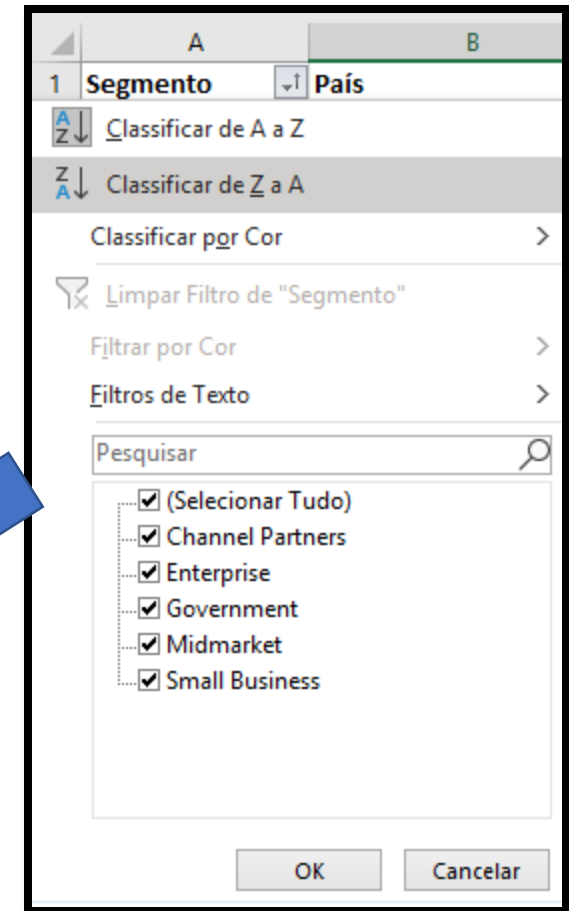 A B
1 Segmento País
Classificar de A a Z
Classificar de Z a A
Classificar por Cor
Limpar Filtro de "Segmento"
Filtrar por Cor
Filtros de Texto
Pesquisar
(Selecionar Tudo)
Channel Partners
Enterprise
Government
Midmarket
Small Business
OK Cancelar